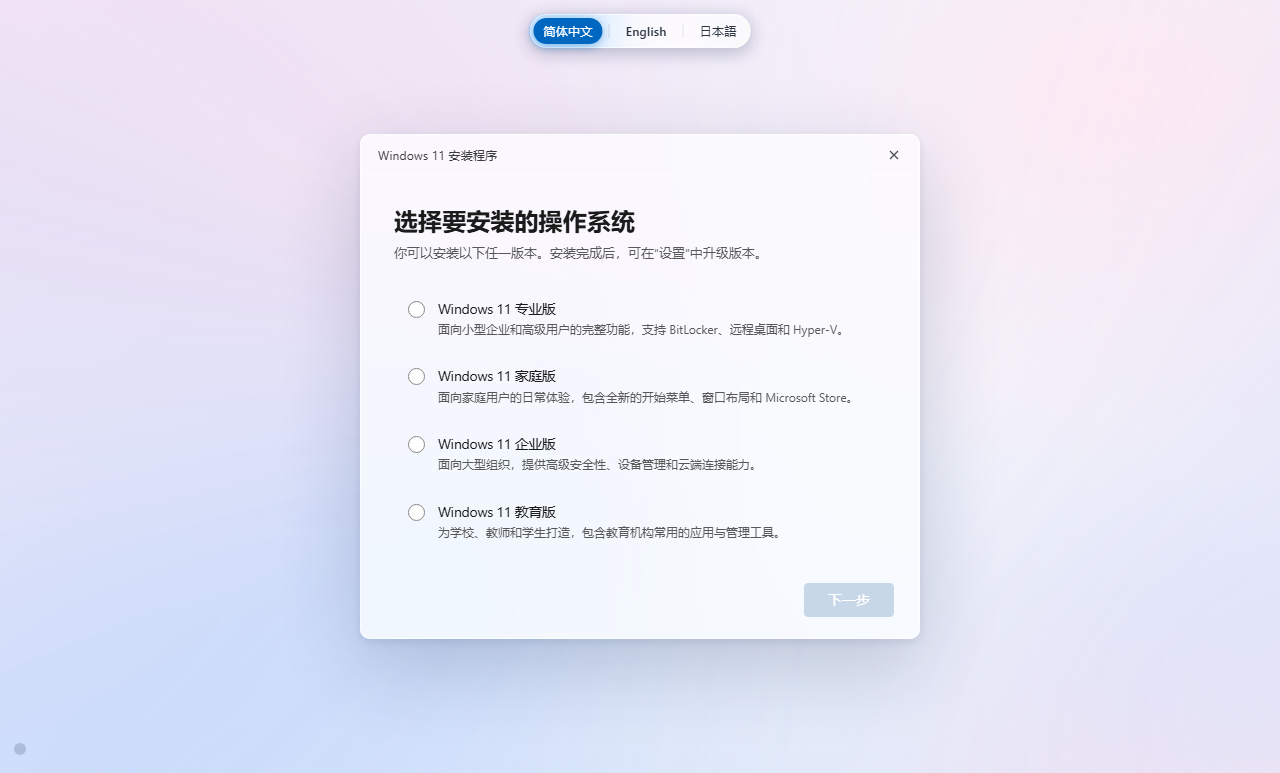 简体中文 English 日本語
Windows 11 安装程序
选择要安装的操作系统
你可以安装以下任一版本。安装完成后，可在“设置”中升级版本。
Windows 11 专业版
面向小型企业和高级用户的完整功能，支持 BitLocker、远程桌面和 Hyper-V。
Windows 11 家庭版
面向家庭用户的日常体验，包含全新的开始菜单、窗口布局和 Microsoft Store。
Windows 11 企业版
面向大型组织，提供高级安全性、设备管理和云端连接能力。
Windows 11 教育版
为学校、教师和学生打造，包含教育机构常用的应用与管理工具。
下一步